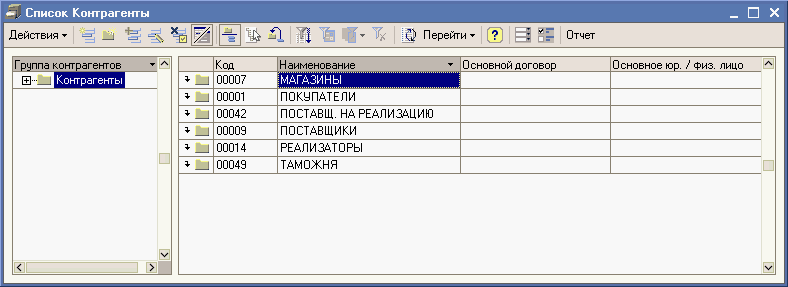 Список Контрагенты
Действия Перейти Отчет
Группа контрагентов
Контрагенты
Код Наименование Основной договор Основное юр. / физ. лицо
00007 МАГАЗИНЫ
00001 ПОКУПАТЕЛИ
00042 ПОСТАВЩ. НА РЕАЛИЗАЦИЮ
00009 ПОСТАВЩИКИ
00014 РЕАЛИЗАТОРЫ
00049 ТАМОЖНЯ